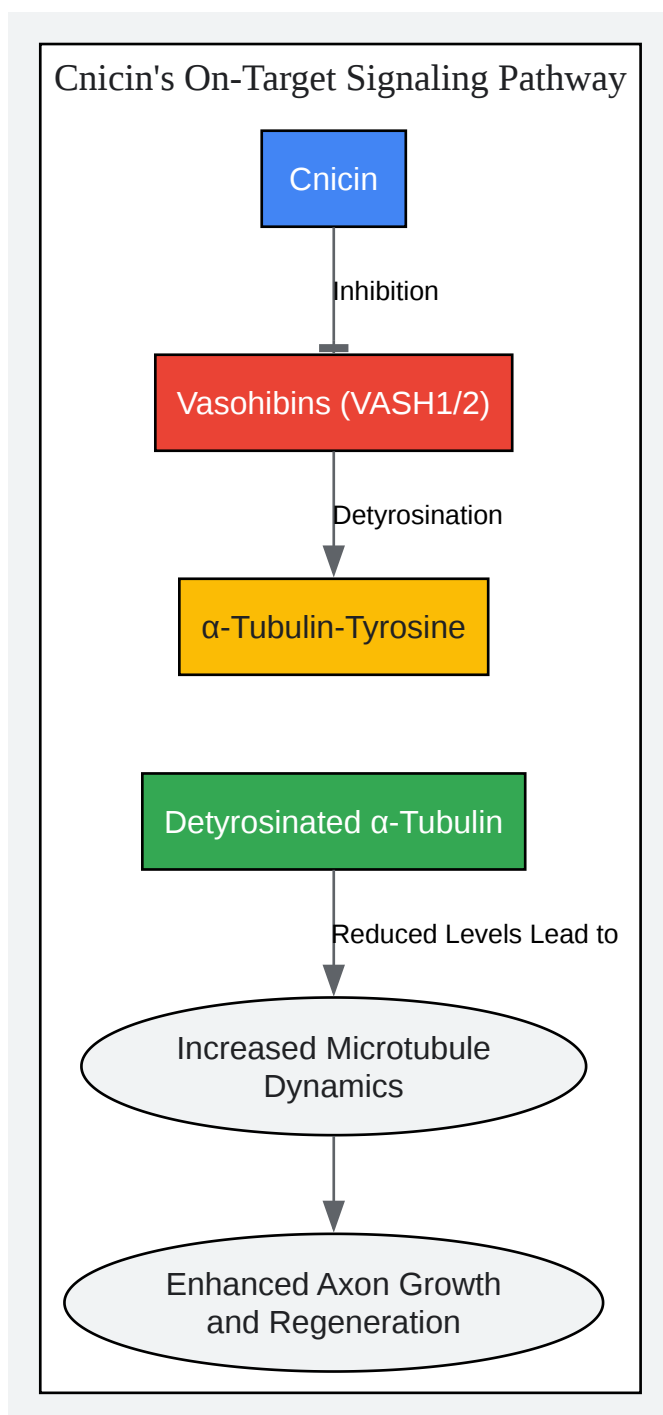 Cnicin's On-Target Signaling Pathway
Cnicin
Inhibition
Vasohibins (VASH1/2)
Detyrosination
α-Tubulin-Tyrosine
Detyrosinated α-Tubulin
Reduced Levels Lead to
Increased Microtubule
Dynamics
Enhanced Axon Growth
and Regeneration